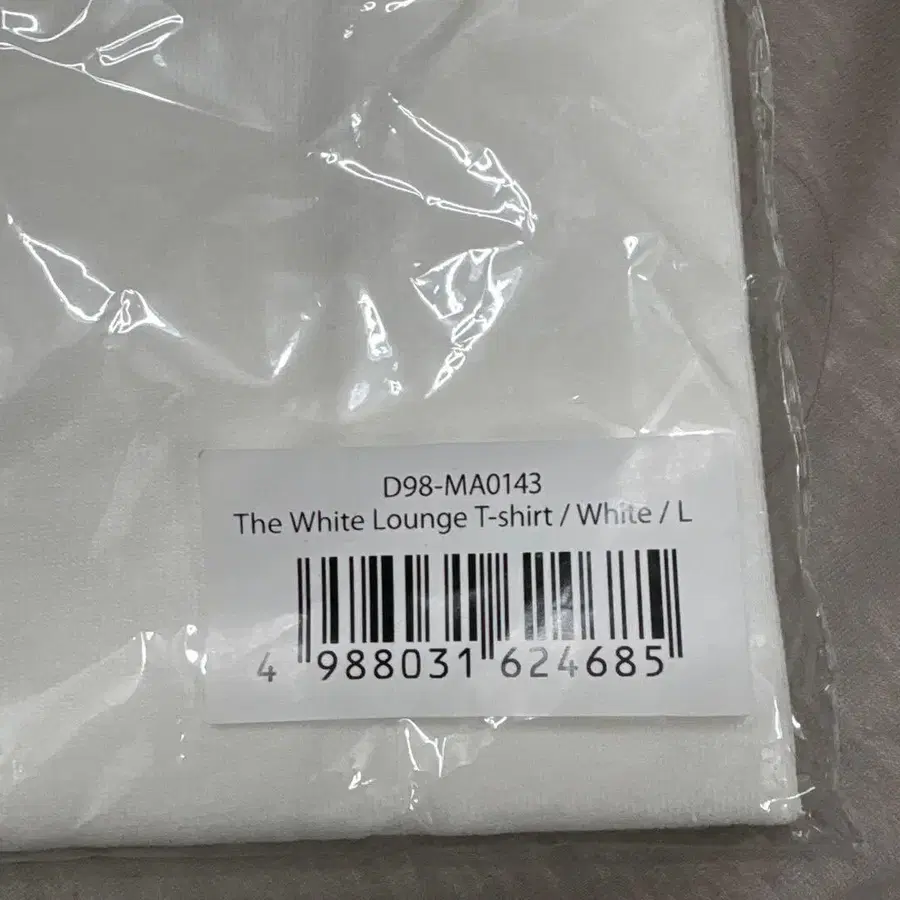 D98-MA0143
The White Lounge T-shirt / White / L
4 988031 624685